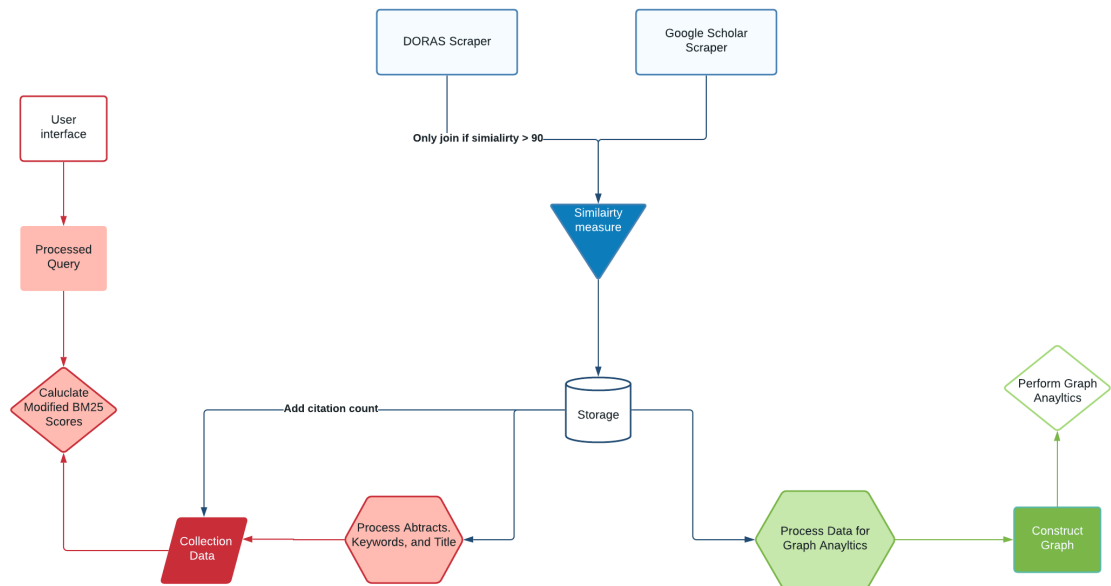 DORAS Scraper
Google Scholar
Scraper
User
interface
Only join if simialirty > 90
Similairty
measure
Processed
Query
Caluclate
Modified BM25
Scores
Add citation count
Storage
Perform Graph
Anayltics
Process Abtracts.
Keywords, and Title
Collection
Data
Process Data for
Graph Anayltics
Construct
Graph